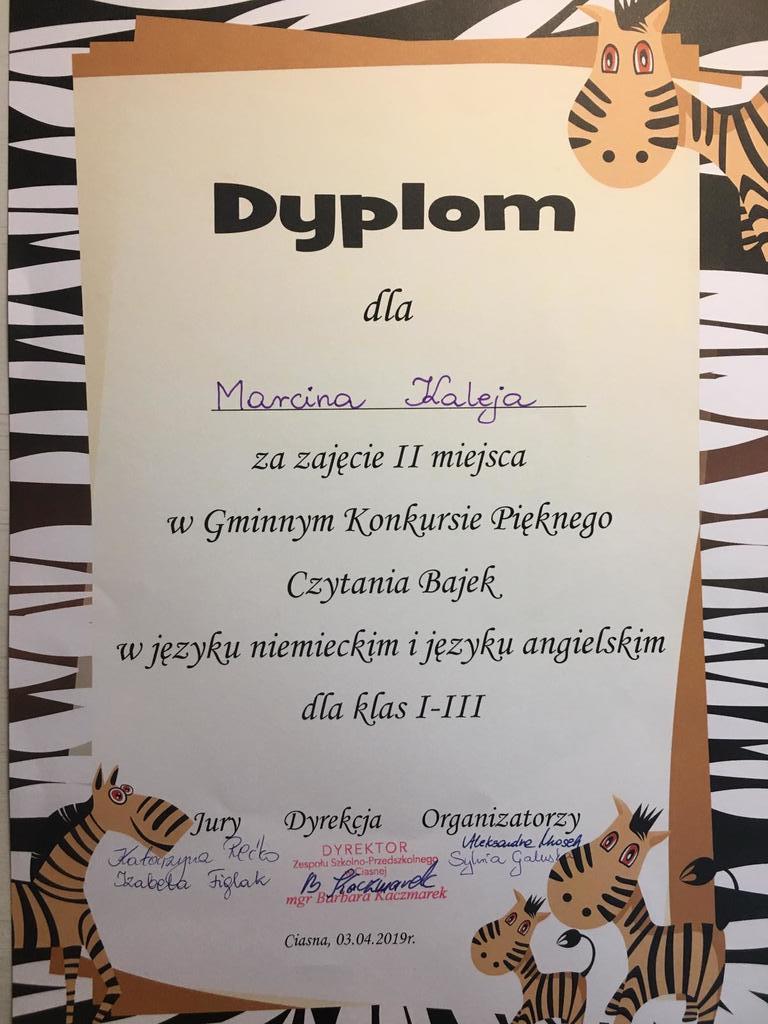 Dyplom
dla
Marcina Kaleja
za zajęcie II miejsca
w Gminnym Konkursie Pięknego
Czytania Bajek
w języku niemieckim i języku angielskim
dla klas I-III
Jury Dyrekcja Organizatorzy
Katarzyna
Izabela Figlak
DYREKTOR
Zespołu Szkolno-Przedszkolnego
w Ciasnej
B. Kaczmarek
mgr Barbara Kaczmarek
Aleksandra
Sylwia
Ciasna, 03.04.2019r.